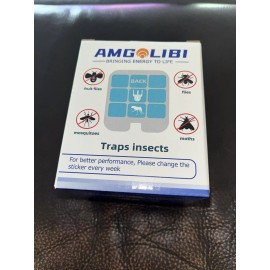 AMGOLIBI
BRINGING ENERGY TO LIFE
BACK
fruit flies
flies
mosquitoes
moths
Traps insects
For better performance, Please change the
sticker every week